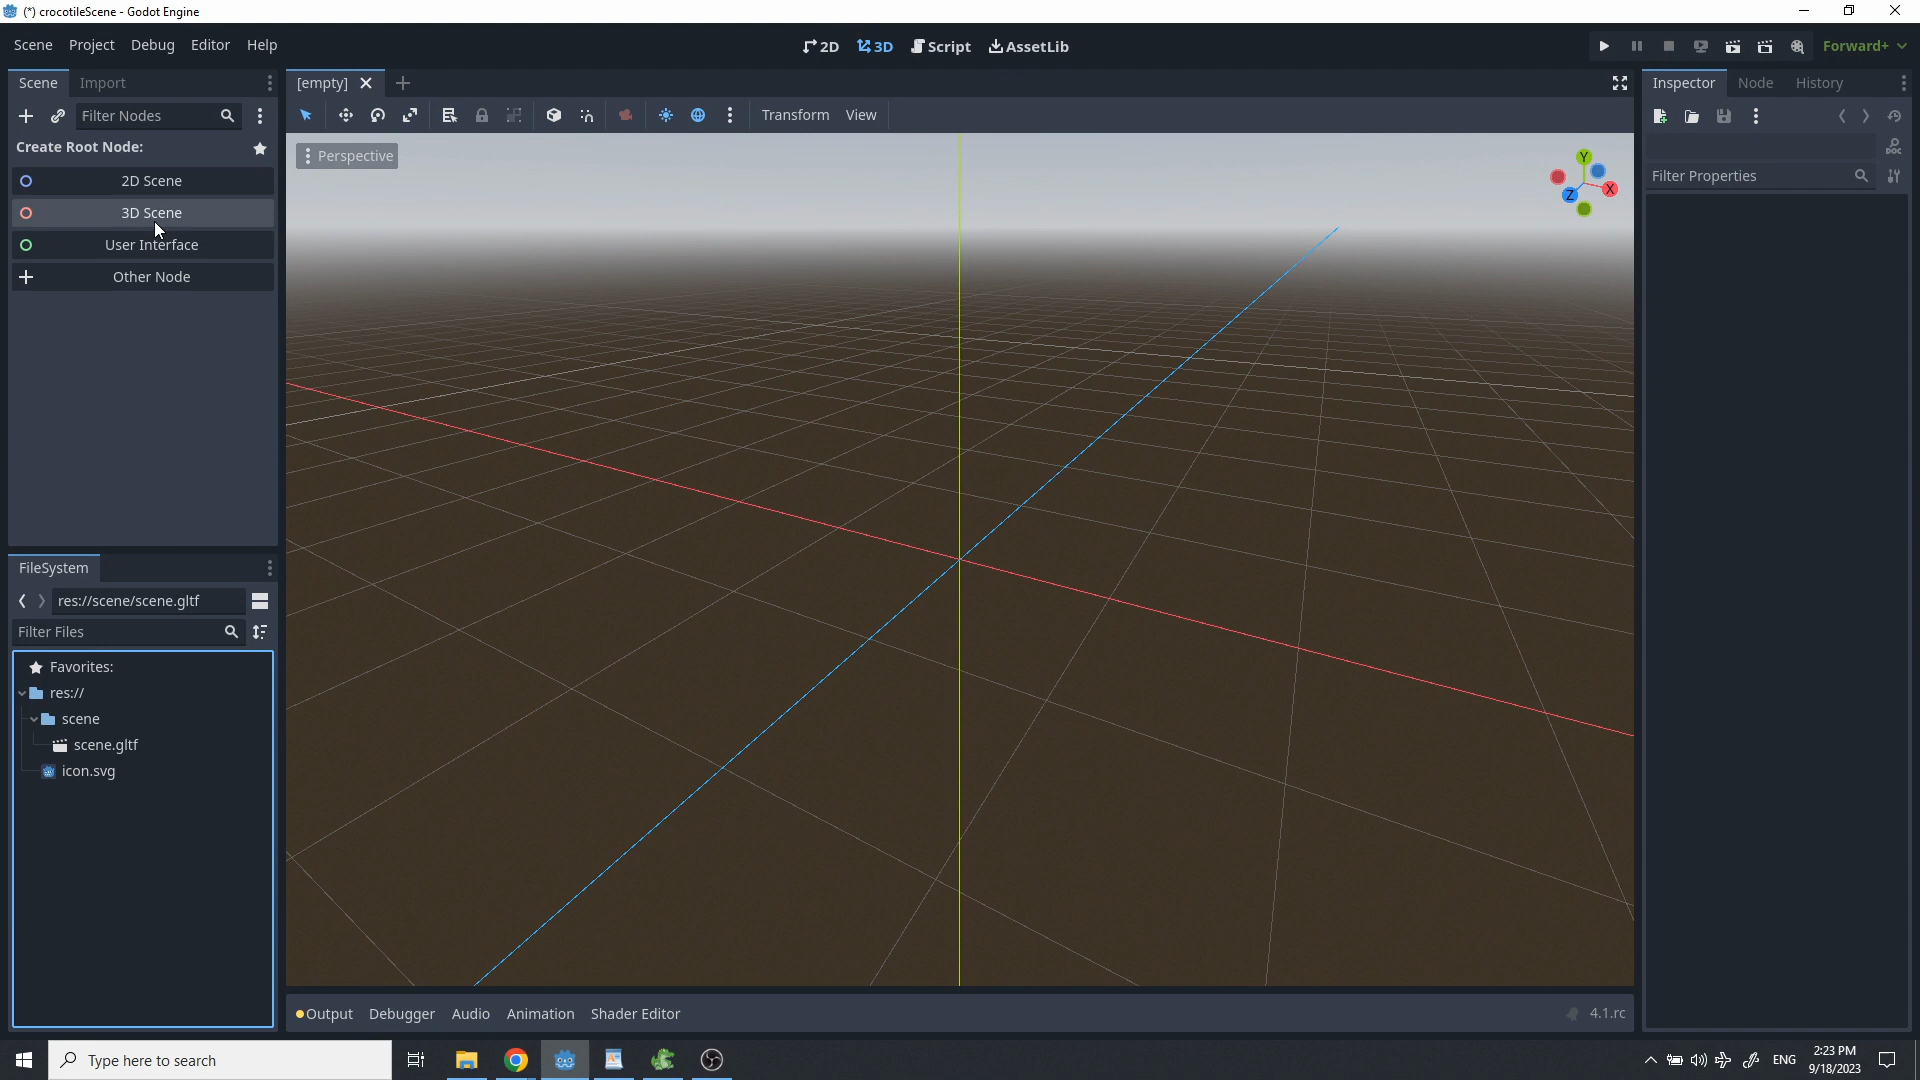 (*) crocotileScene - Godot Engine
Scene Project Debug Editor Help
2D 3D Script AssetLib
Forward+
Scene Import
[empty]
Inspector Node History
Filter Nodes
Transform View
Create Root Node:
2D Scene
3D Scene
User Interface
Other Node
Perspective
Y
X
Z
DOC
Filter Properties
FileSystem
res://scene/scene.gltf
Filter Files
Favorites:
res://
scene
scene.gltf
icon.svg
Output Debugger Audio Animation Shader Editor
4.1.rc
Type here to search
ENG
2:23 PM
9/18/2023